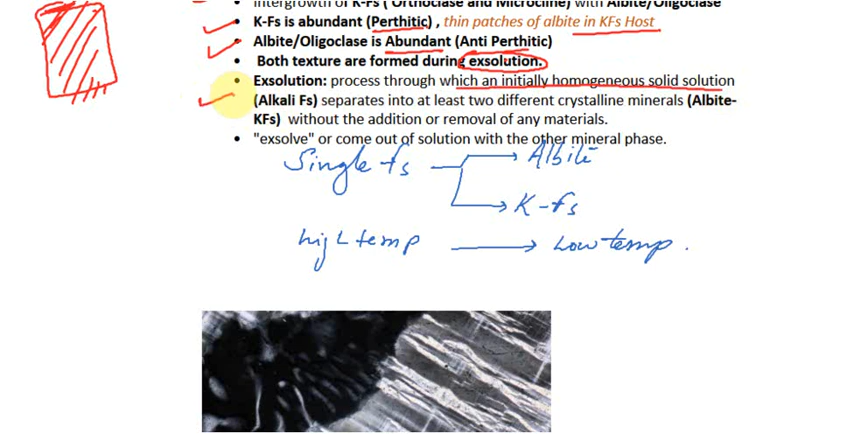 Intergrowth of K-Fs ( Orthoclase and Microcline) with Albite/Oligoclase
• K-Fs is abundant (Perthitic) , thin patches of albite in KFs Host
• Albite/Oligoclase is Abundant (Anti Perthitic)
• Both texture are formed during exsolution.
• Exsolution: process through which an initially homogeneous solid solution
(Alkali Fs) separates into at least two different crystalline minerals (Albite-
KFs) without the addition or removal of any materials.
• "exsolve" or come out of solution with the other mineral phase.
Single fs → Albite
→ K-fs
high temp → Low temp.